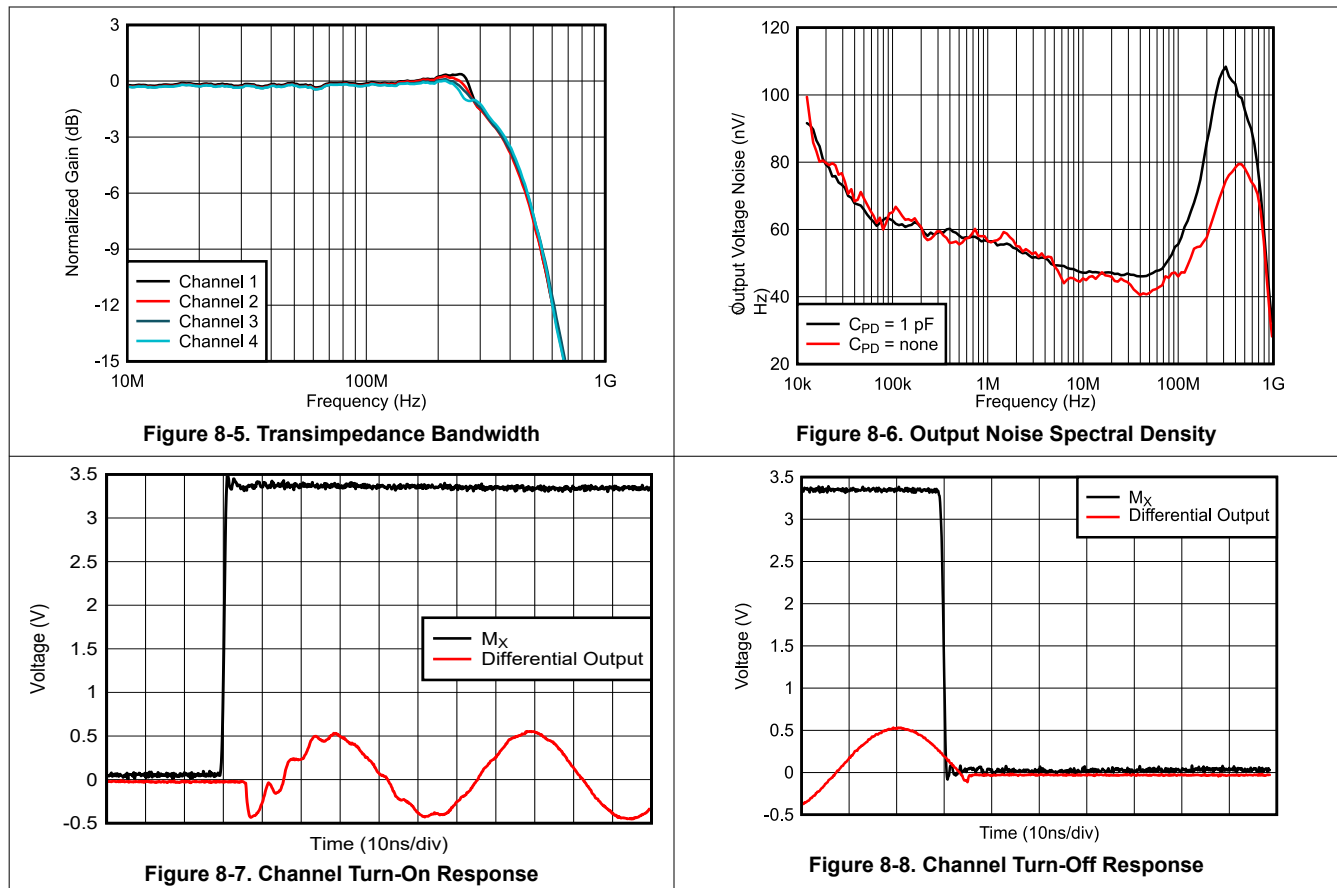 3
0
-3
-6
-9
-12
-15
Normalized Gain (dB)
Channel 1
Channel 2
Channel 3
Channel 4
10M 100M 1G
Frequency (Hz)
Figure 8-5. Transimpedance Bandwidth
120
100
80
60
40
20
Output Voltage Noise (nV/
√Hz)
C_PD = 1 pF
C_PD = none
10k 100k 1M 10M 100M 1G
Frequency (Hz)
Figure 8-6. Output Noise Spectral Density
3.5
3
2.5
2
1.5
1
0.5
0
-0.5
Voltage (V)
M_X
Differential Output
Time (10ns/div)
Figure 8-7. Channel Turn-On Response
3.5
3
2.5
2
1.5
1
0.5
0
-0.5
Voltage (V)
M_X
Differential Output
Time (10ns/div)
Figure 8-8. Channel Turn-Off Response